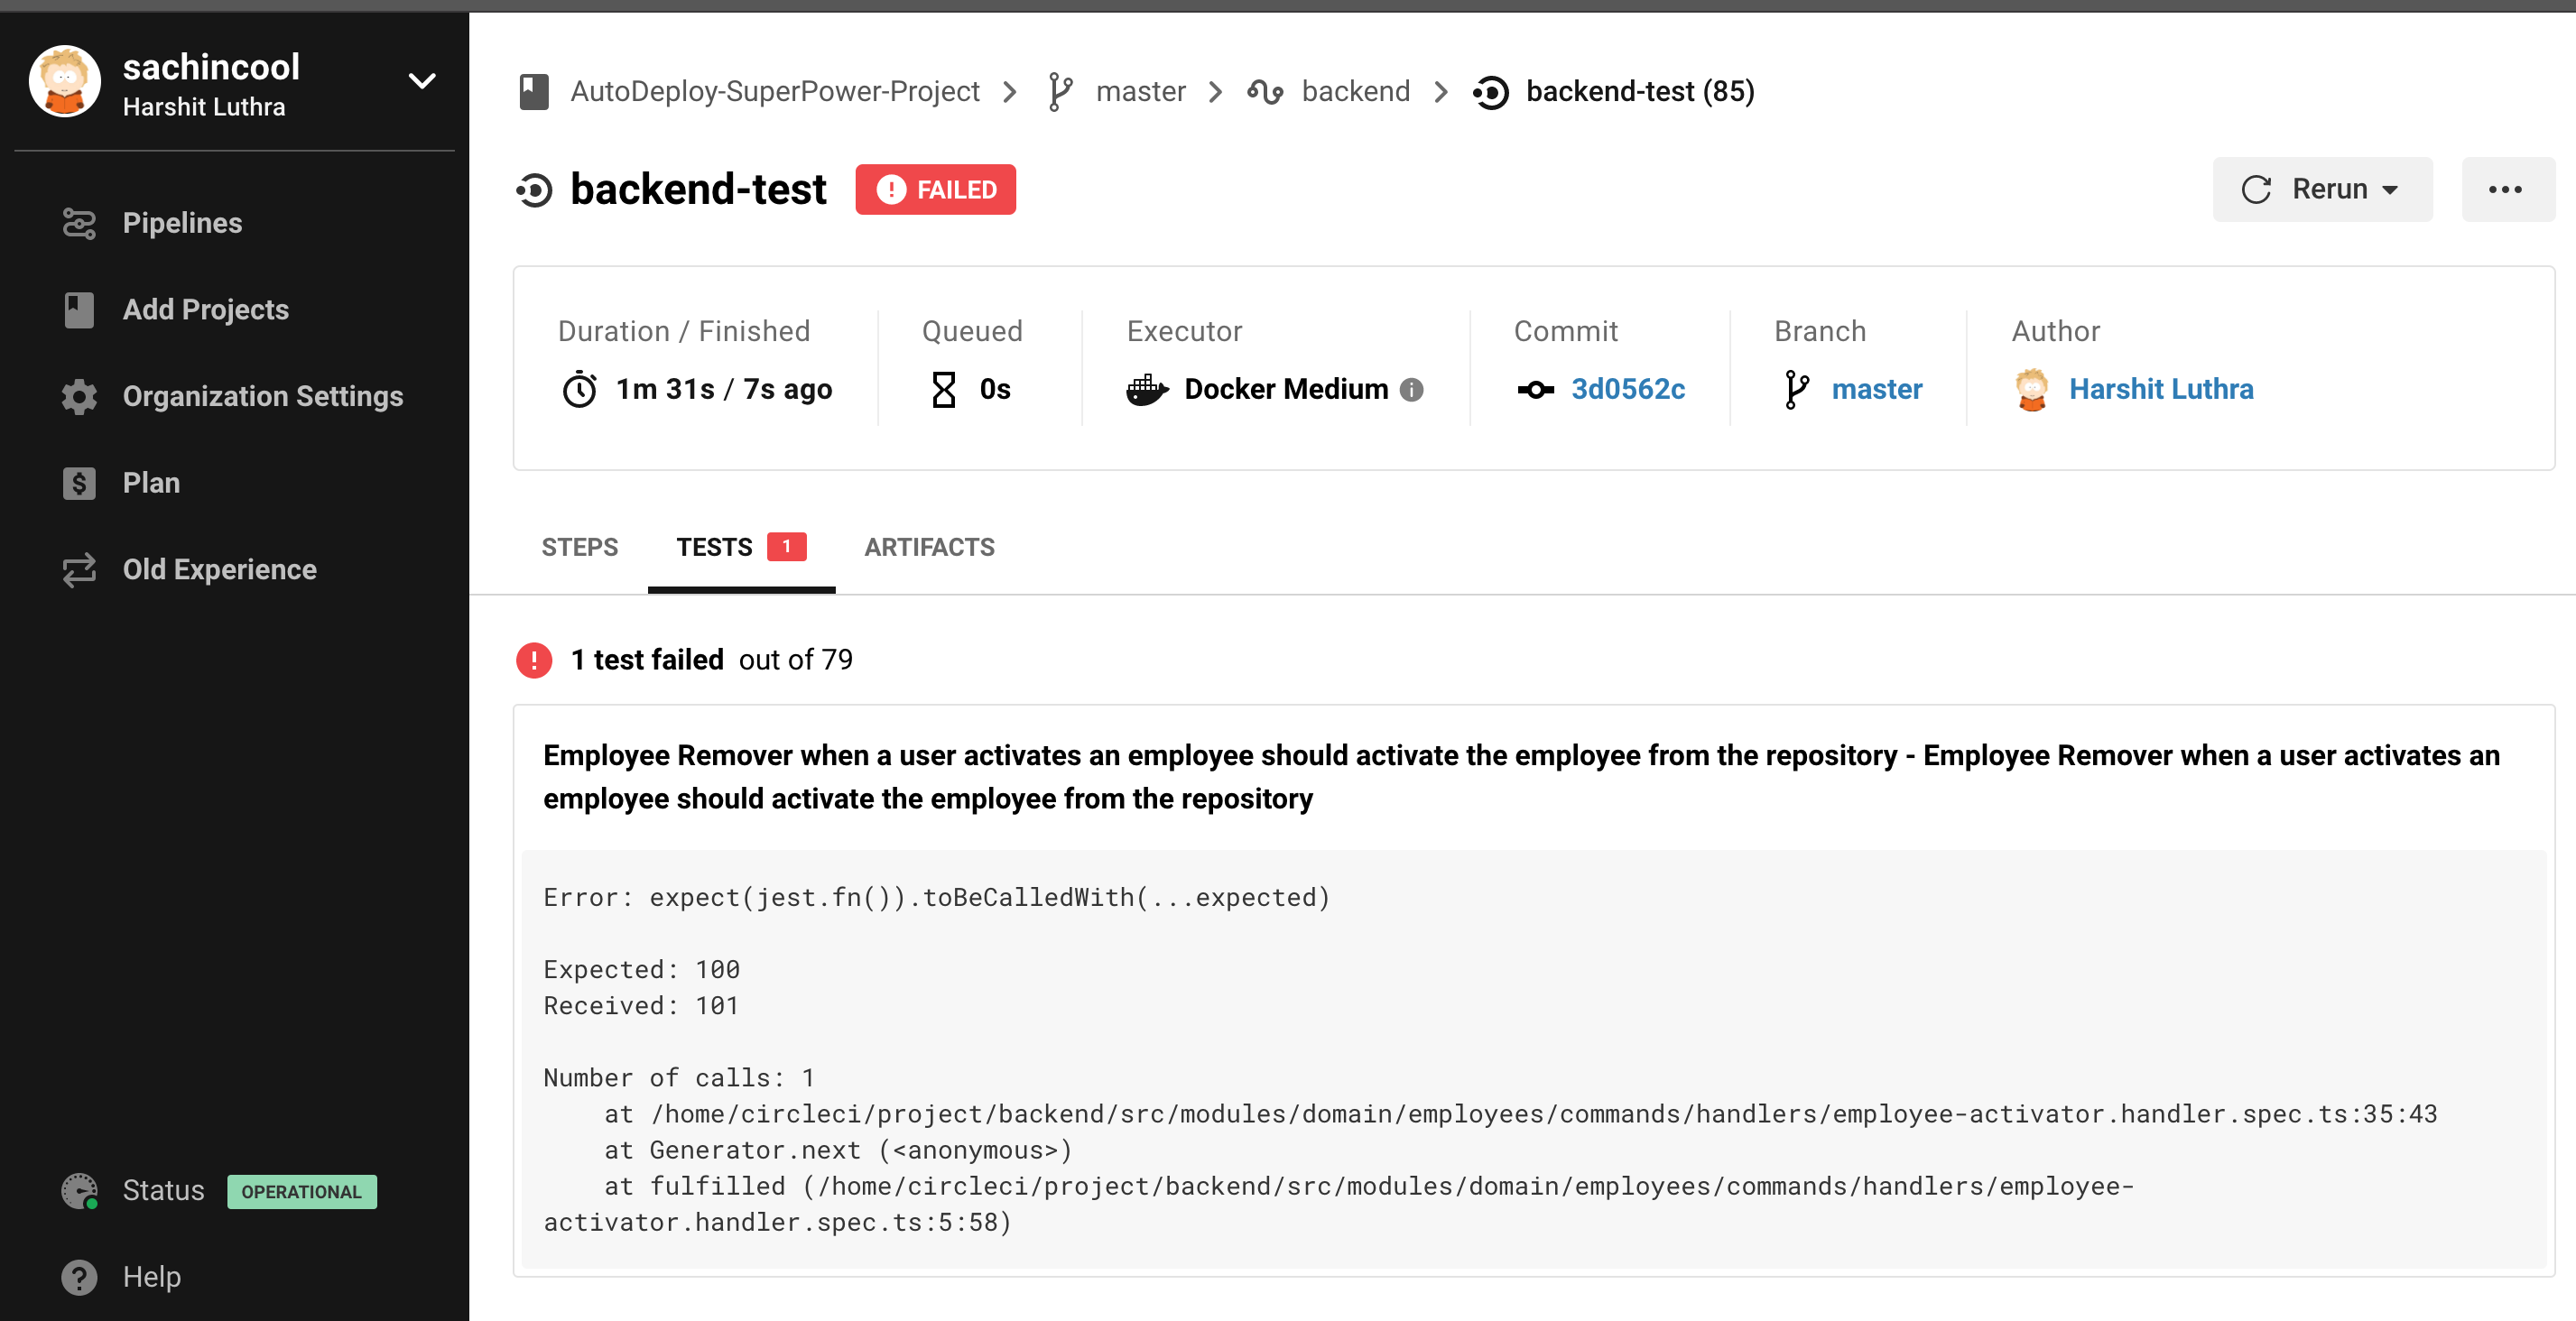 sachincool
Harshit Luthra
Pipelines
Add Projects
Organization Settings
Plan
Old Experience
Status OPERATIONAL
Help
AutoDeploy-SuperPower-Project master backend backend-test (85)
backend-test FAILED
Rerun
Duration / Finished Queued Executor Commit Branch Author
1m 31s / 7s ago 0s Docker Medium 3d0562c master Harshit Luthra
STEPS TESTS 1 ARTIFACTS
1 test failed out of 79
Employee Remover when a user activates an employee should activate the employee from the repository - Employee Remover when a user activates an
employee should activate the employee from the repository
Error: expect(jest.fn()).toBeCalledWith(...expected)
Expected: 100
Received: 101
Number of calls: 1
at /home/circleci/project/backend/src/modules/domain/employees/commands/handlers/employee-activator.handler.spec.ts:35:43
at Generator.next (<anonymous>)
at fulfilled (/home/circleci/project/backend/src/modules/domain/employees/commands/handlers/employee-
activator.handler.spec.ts:5:58)